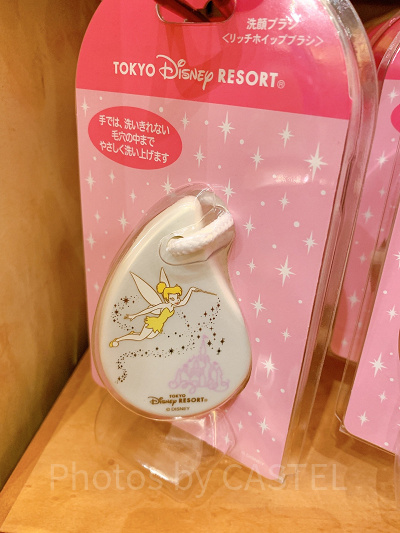 洗顔ブラシ
<リッチホイップブラシ>
TOKYO Disney RESORT®
手では、洗いきれない
毛穴の中まで
やさしく洗い上げます
TOKYO
Disney RESORT®
© DISNEY
Photos by CASTEL